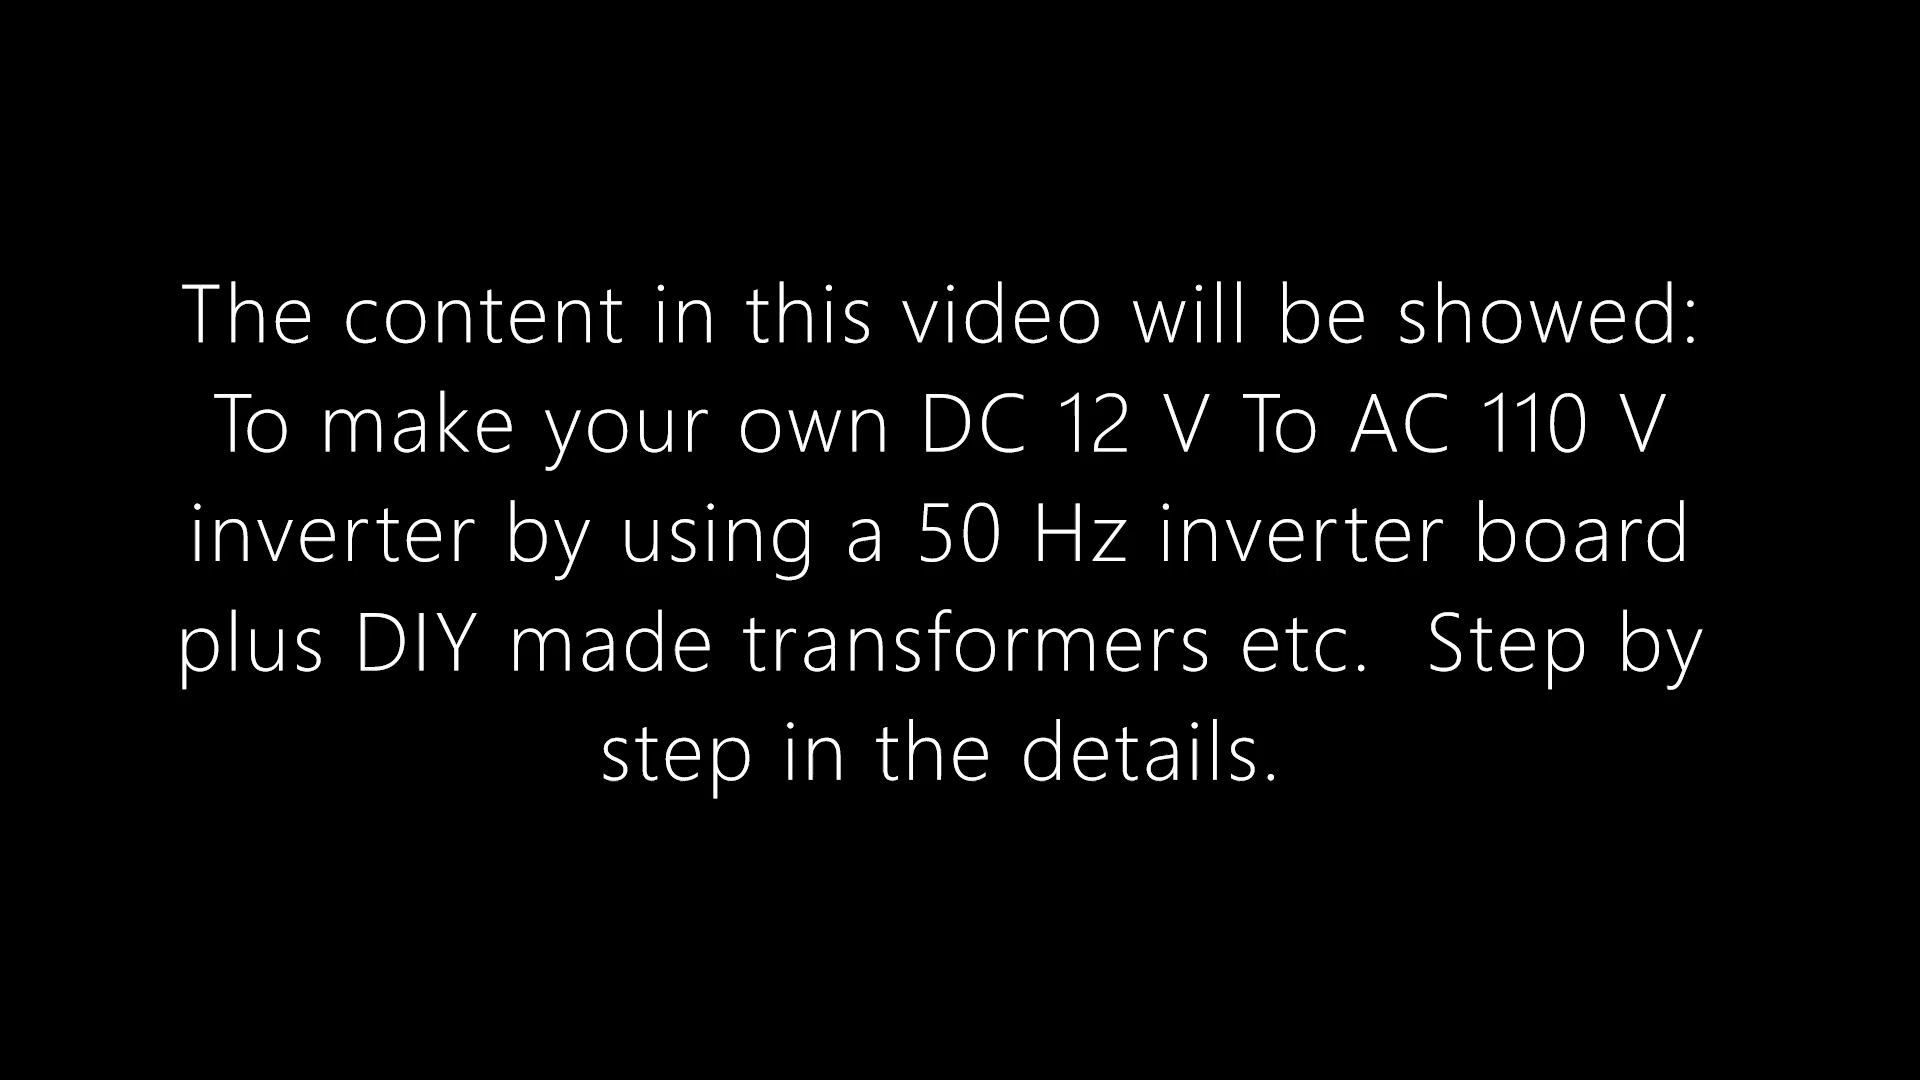 The content in this video will be showed:
To make your own DC 12 V To AC 110 V
inverter by using a 50 Hz inverter board
plus DIY made transformers etc.  Step by
step in the details.